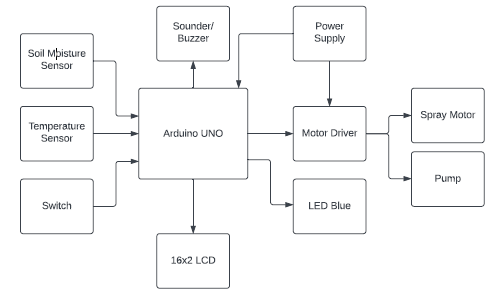 Sounder/
Buzzer
Power
Supply
Soil Moisture
Sensor
Temperature
Sensor
Arduino UNO
Motor Driver
Spray Motor
Pump
Switch
LED Blue
16x2 LCD